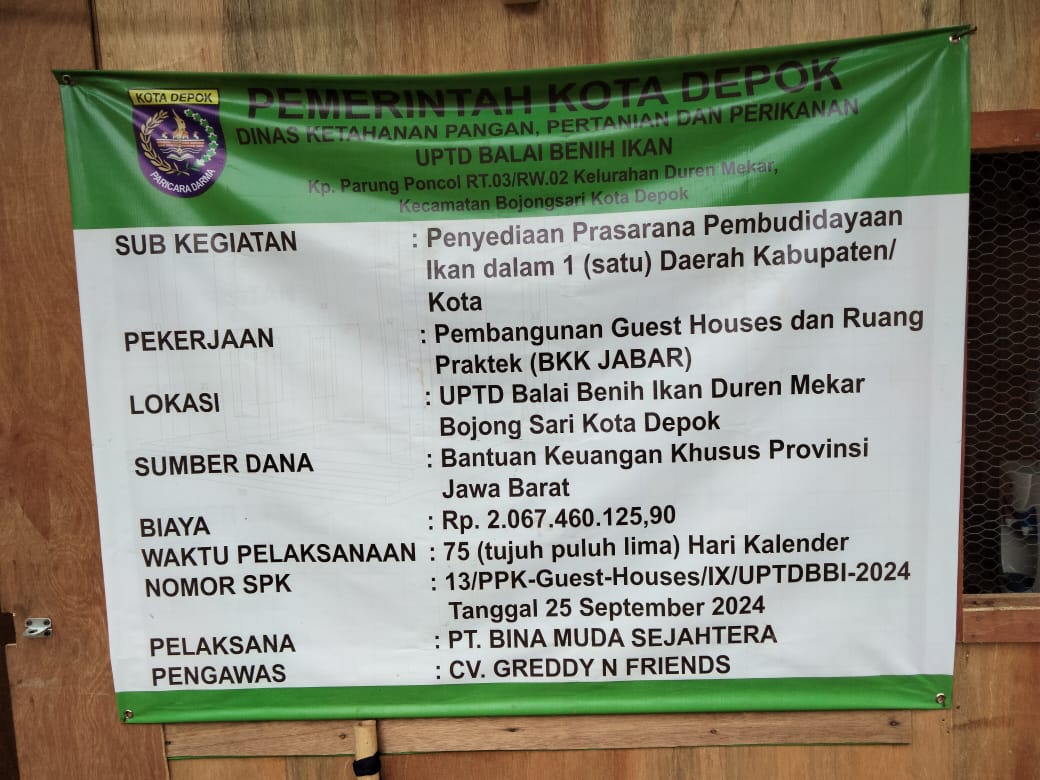 KOTA DEPOK
PARICARA DARMA
PEMERINTAH KOTA DEPOK
DINAS KETAHANAN PANGAN, PERTANIAN DAN PERIKANAN
UPTD BALAI BENIH IKAN
Kp. Parung Poncol RT.03/RW.02 Kelurahan Duren Mekar,
Kecamatan Bojongsari Kota Depok
SUB KEGIATAN : Penyediaan Prasarana Pembudidayaan
Ikan dalam 1 (satu) Daerah Kabupaten/
Kota
PEKERJAAN : Pembangunan Guest Houses dan Ruang
Praktek (BKK JABAR)
LOKASI : UPTD Balai Benih Ikan Duren Mekar
Bojong Sari Kota Depok
SUMBER DANA : Bantuan Keuangan Khusus Provinsi
Jawa Barat
BIAYA : Rp. 2.067.460.125,90
WAKTU PELAKSANAAN : 75 (tujuh puluh lima) Hari Kalender
NOMOR SPK : 13/PPK-Guest-Houses/IX/UPTDBBI-2024
Tanggal 25 September 2024
PELAKSANA : PT. BINA MUDA SEJAHTERA
PENGAWAS : CV. GREDDY N FRIENDS